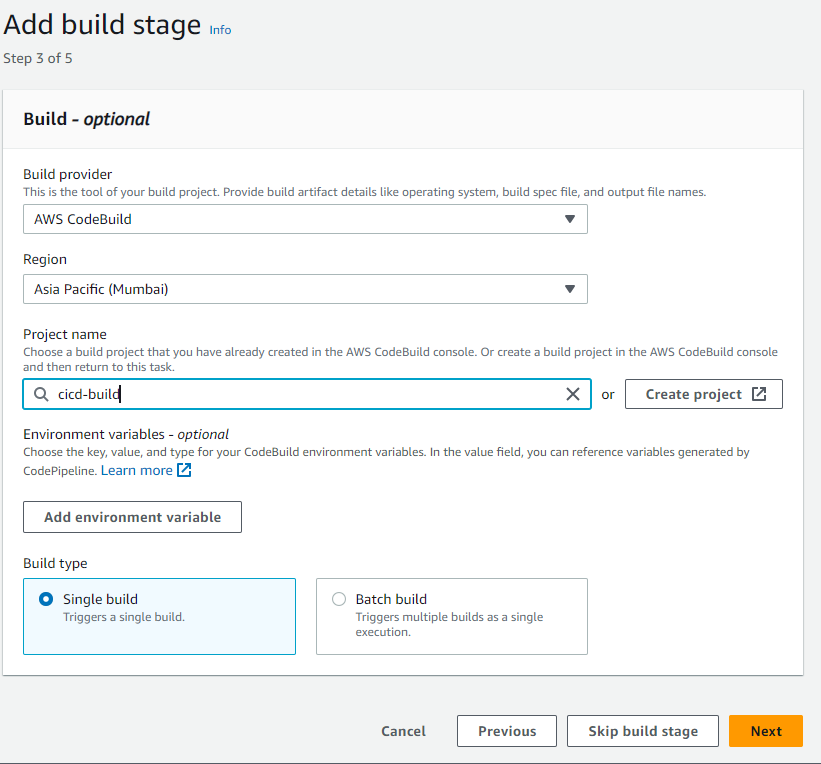 Add build stage Info
Step 3 of 5
Build - optional
Build provider
This is the tool of your build project. Provide build artifact details like operating system, build spec file, and output file names.
AWS CodeBuild
Region
Asia Pacific (Mumbai)
Project name
Choose a build project that you have already created in the AWS CodeBuild console. Or create a build project in the AWS CodeBuild console
and then return to this task.
cicd-build or Create project
Environment variables - optional
Choose the key, value, and type for your CodeBuild environment variables. In the value field, you can reference variables generated by
CodePipeline. Learn more
Add environment variable
Build type
Single build
Triggers a single build.
Batch build
Triggers multiple builds as a single
execution.
Cancel Previous Skip build stage Next